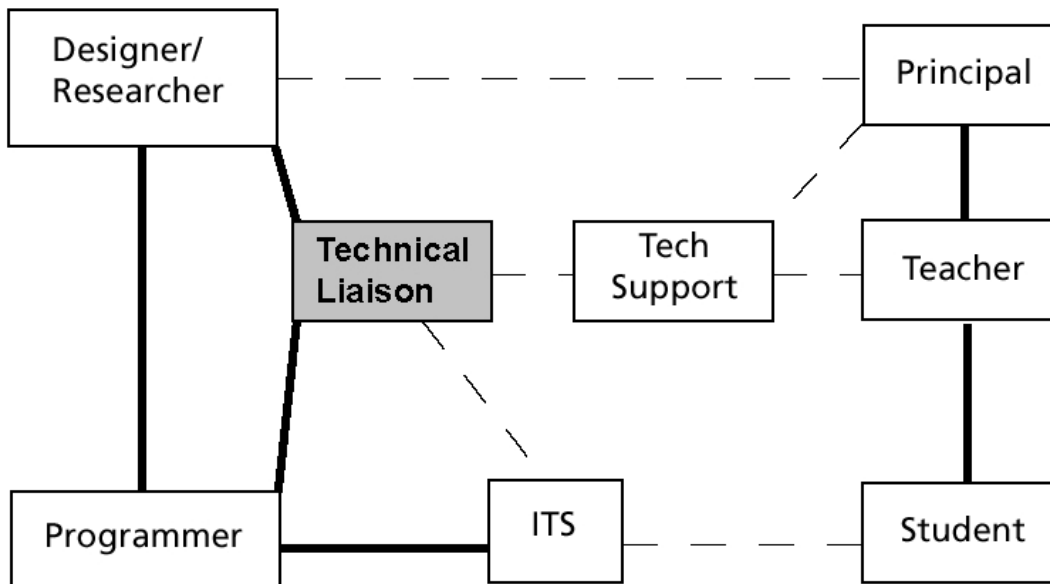 Designer/
Researcher
Principal
Technical
Liaison
Tech
Support
Teacher
Programmer
ITS
Student